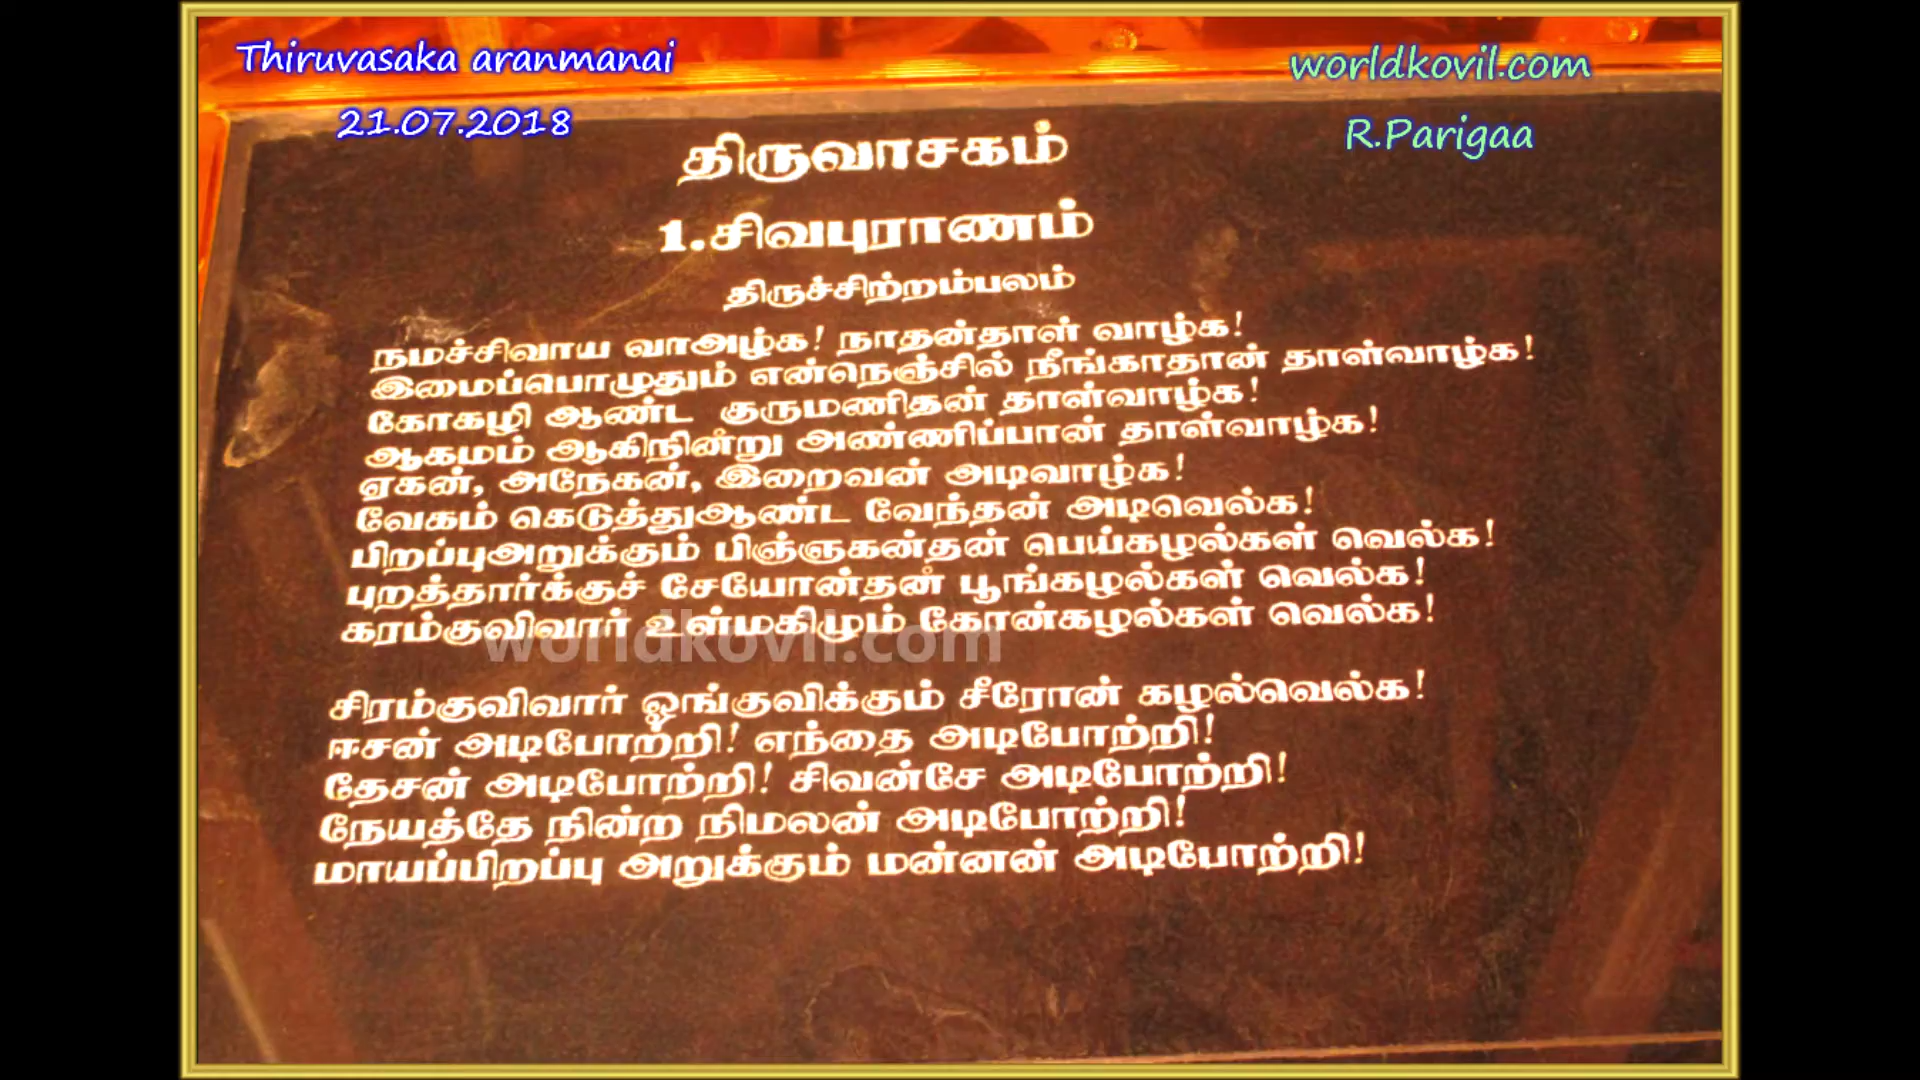 Thiruvasaka aranmanai
21.07.2018
worldkovil.com
R.Parigaa
திருவாசகம்
1.சிவபுராணம்
திருச்சிற்றம்பலம்
நமச்சிவாய வாஅழ்க! நாதன்தாள் வாழ்க!
இமைப்பொழுதும் என்நெஞ்சில் நீங்காதான் தாள்வாழ்க!
கோகழி ஆண்ட குருமணிதன் தாள்வாழ்க!
ஆகமம் ஆகிநின்று அண்ணிப்பான் தாள்வாழ்க!
ஏகன், அநேகன், இறைவன் அடிவாழ்க!
வேகம் கெடுத்துஆண்ட வேந்தன் அடிவெல்க!
பிறப்புஅறுக்கும் பிஞ்ஞகன்தன் பெய்கழல்கள் வெல்க!
புறத்தார்க்குச் சேயோன்தன் பூங்கழல்கள் வெல்க!
கரம்குவிவார் உள்மகிழும் கோன்கழல்கள் வெல்க!
worldkovil.com
சிரம்குவிவார் ஓங்குவிக்கும் சீரோன் கழல்வெல்க!
ஈசன் அடிபோற்றி! எந்தை அடிபோற்றி!
தேசன் அடிபோற்றி! சிவன்சே அடிபோற்றி!
நேயத்தே நின்ற நிமலன் அடிபோற்றி!
மாயப்பிறப்பு அறுக்கும் மன்னன் அடிபோற்றி!